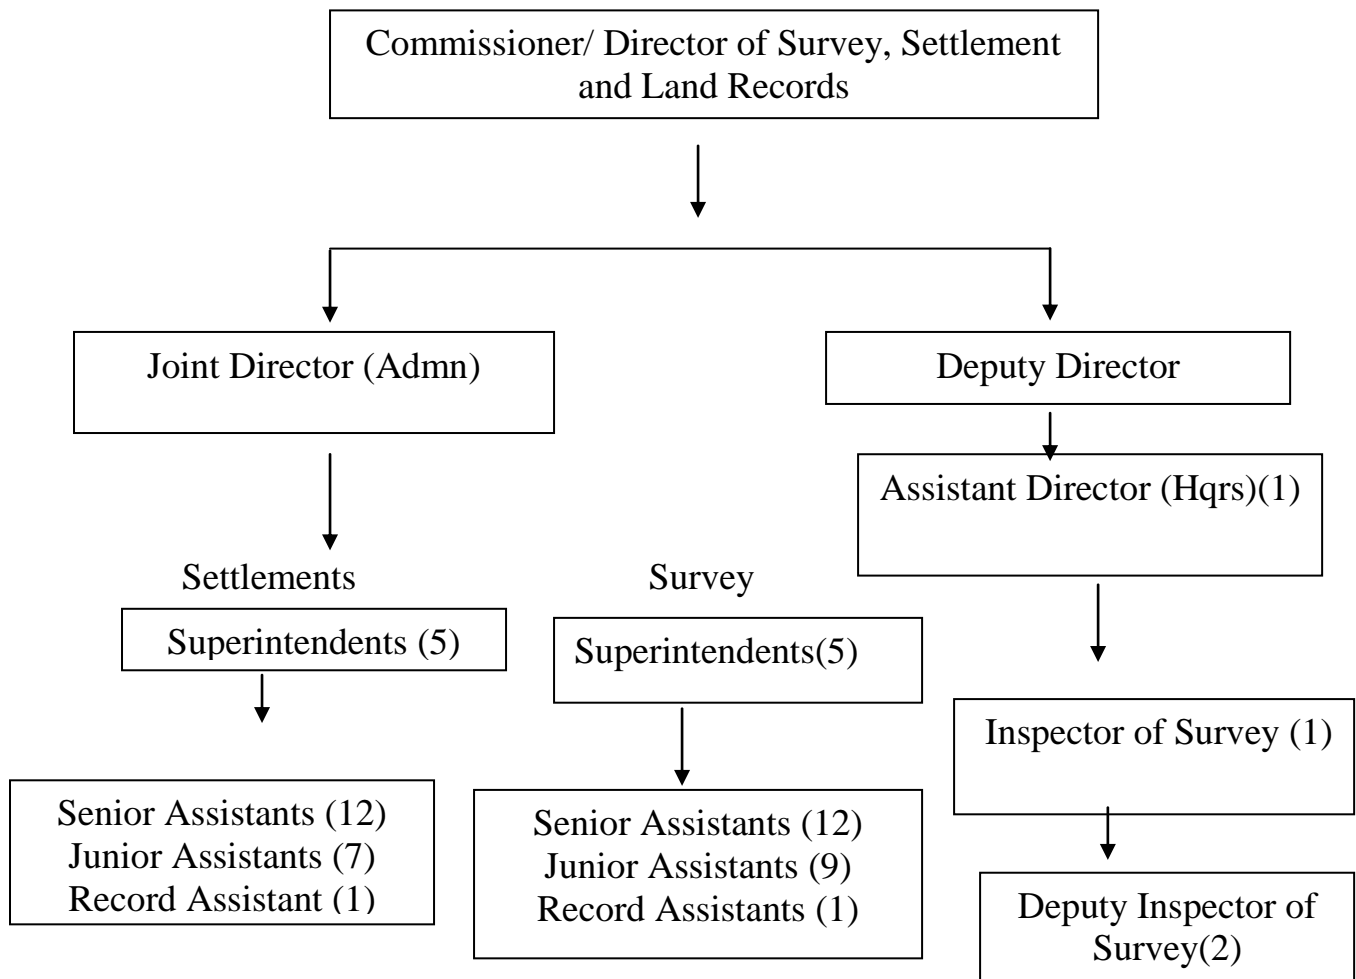 Commissioner/ Director of Survey, Settlement
and Land Records
Joint Director (Admn)
Deputy Director
Assistant Director (Hqrs)(1)
Settlements
Survey
Superintendents (5)
Superintendents(5)
Inspector of Survey (1)
Senior Assistants (12)
Junior Assistants (7)
Record Assistant (1)
Senior Assistants (12)
Junior Assistants (9)
Record Assistants (1)
Deputy Inspector of
Survey(2)